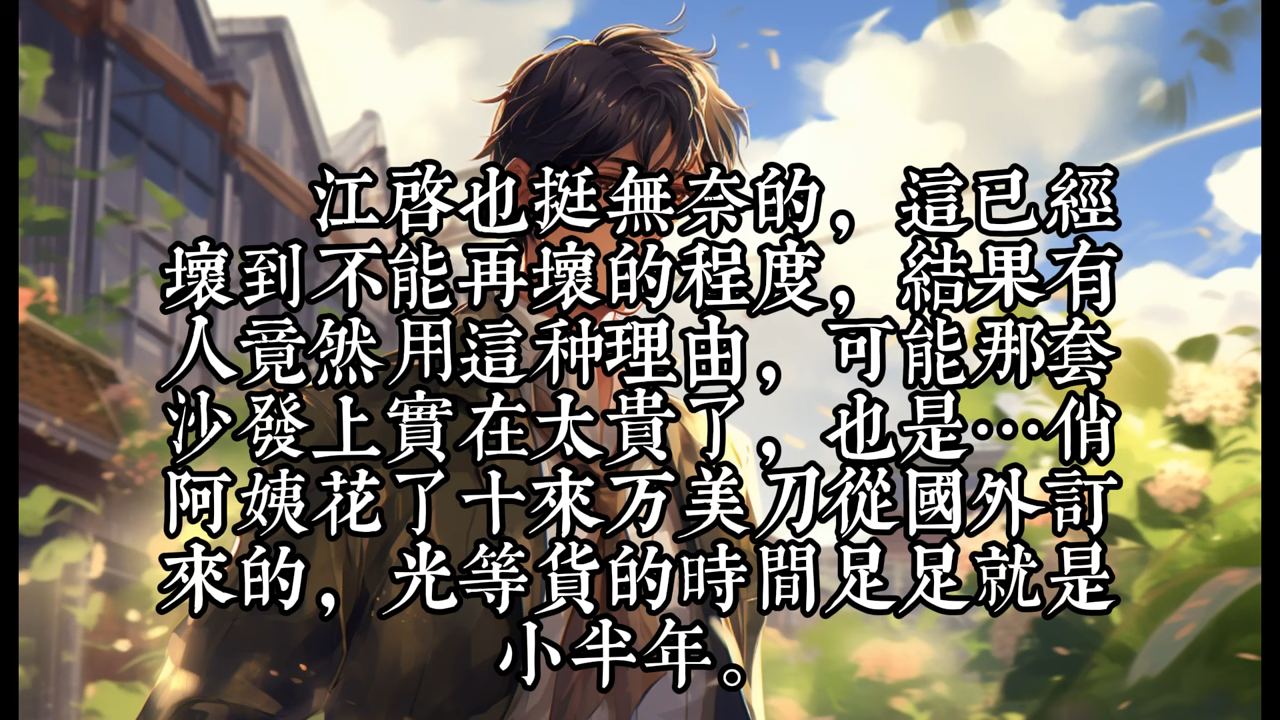 江啓也挺無奈的，這已經
壞到不能再壞的程度，結果有
人竟然用這种理由，可能那套
沙發上實在太貴了，也是…俏
阿姨花了十來万美刀從國外訂
來的，光等貨的時間足足就是
小半年。